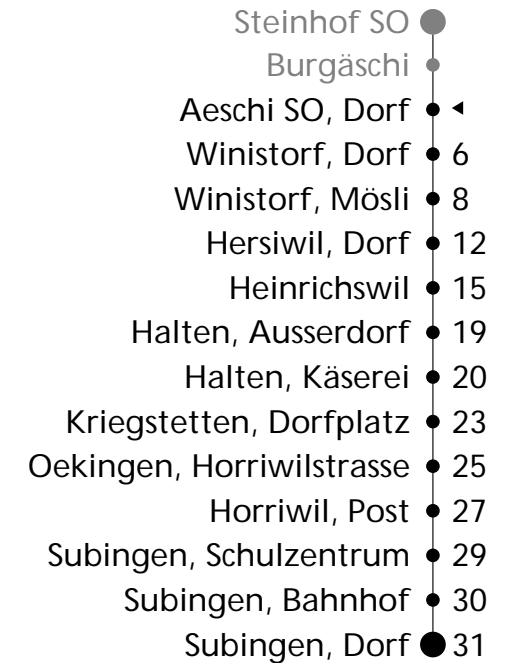 Steinhof SO
Burgäschi
Aeschi SO, Dorf
Winistorf, Dorf 6
Winistorf, Mösli 8
Hersiwil, Dorf 12
Heinrichswil 15
Halten, Ausserdorf 19
Halten, Käserei 20
Kriegstetten, Dorfplatz 23
Oekingen, Horriwilstrasse 25
Horriwil, Post 27
Subingen, Schulzentrum 29
Subingen, Bahnhof 30
Subingen, Dorf 31